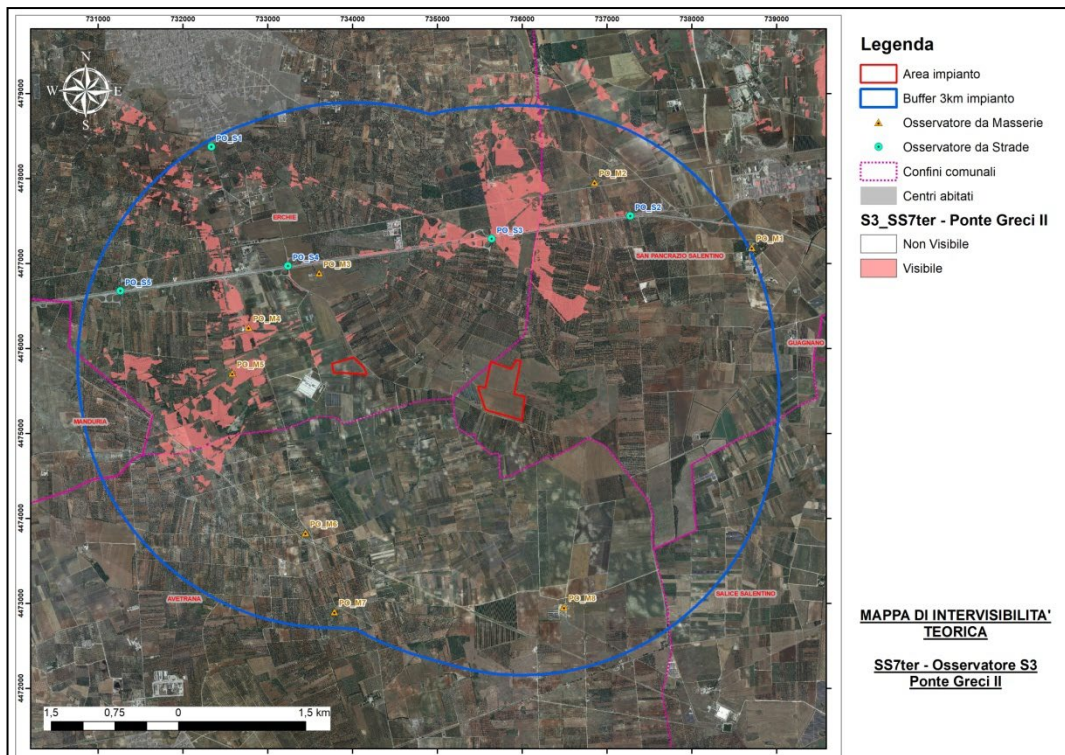 731000 732000 733000 734000 735000 736000 737000 738000 739000
4479000
4478000
4477000
4476000
4475000
4474000
4473000
4472000
N
W E
S
PO_S1
PO_M2
ERCHIE
PO_S2
PO_S3
PO_M1
SAN PANCRAZIO SALENTINO
PO_S4
PO_M3
PO_S5
PO_M4
GUAGNANO
PO_M5
MANDURIA
PO_M6
AVETRANA
PO_M7
PO_M8
SALICE SALENTINO
1,5 0,75 0 1,5 km
Legenda
Area impianto
Buffer 3km impianto
Osservatore da Masserie
Osservatore da Strade
Confini comunali
Centri abitati
S3_SS7ter - Ponte Greci II
Non Visibile
Visibile
MAPPA DI INTERVISIBILITA'
TEORICA
SS7ter - Osservatore S3
Ponte Greci II